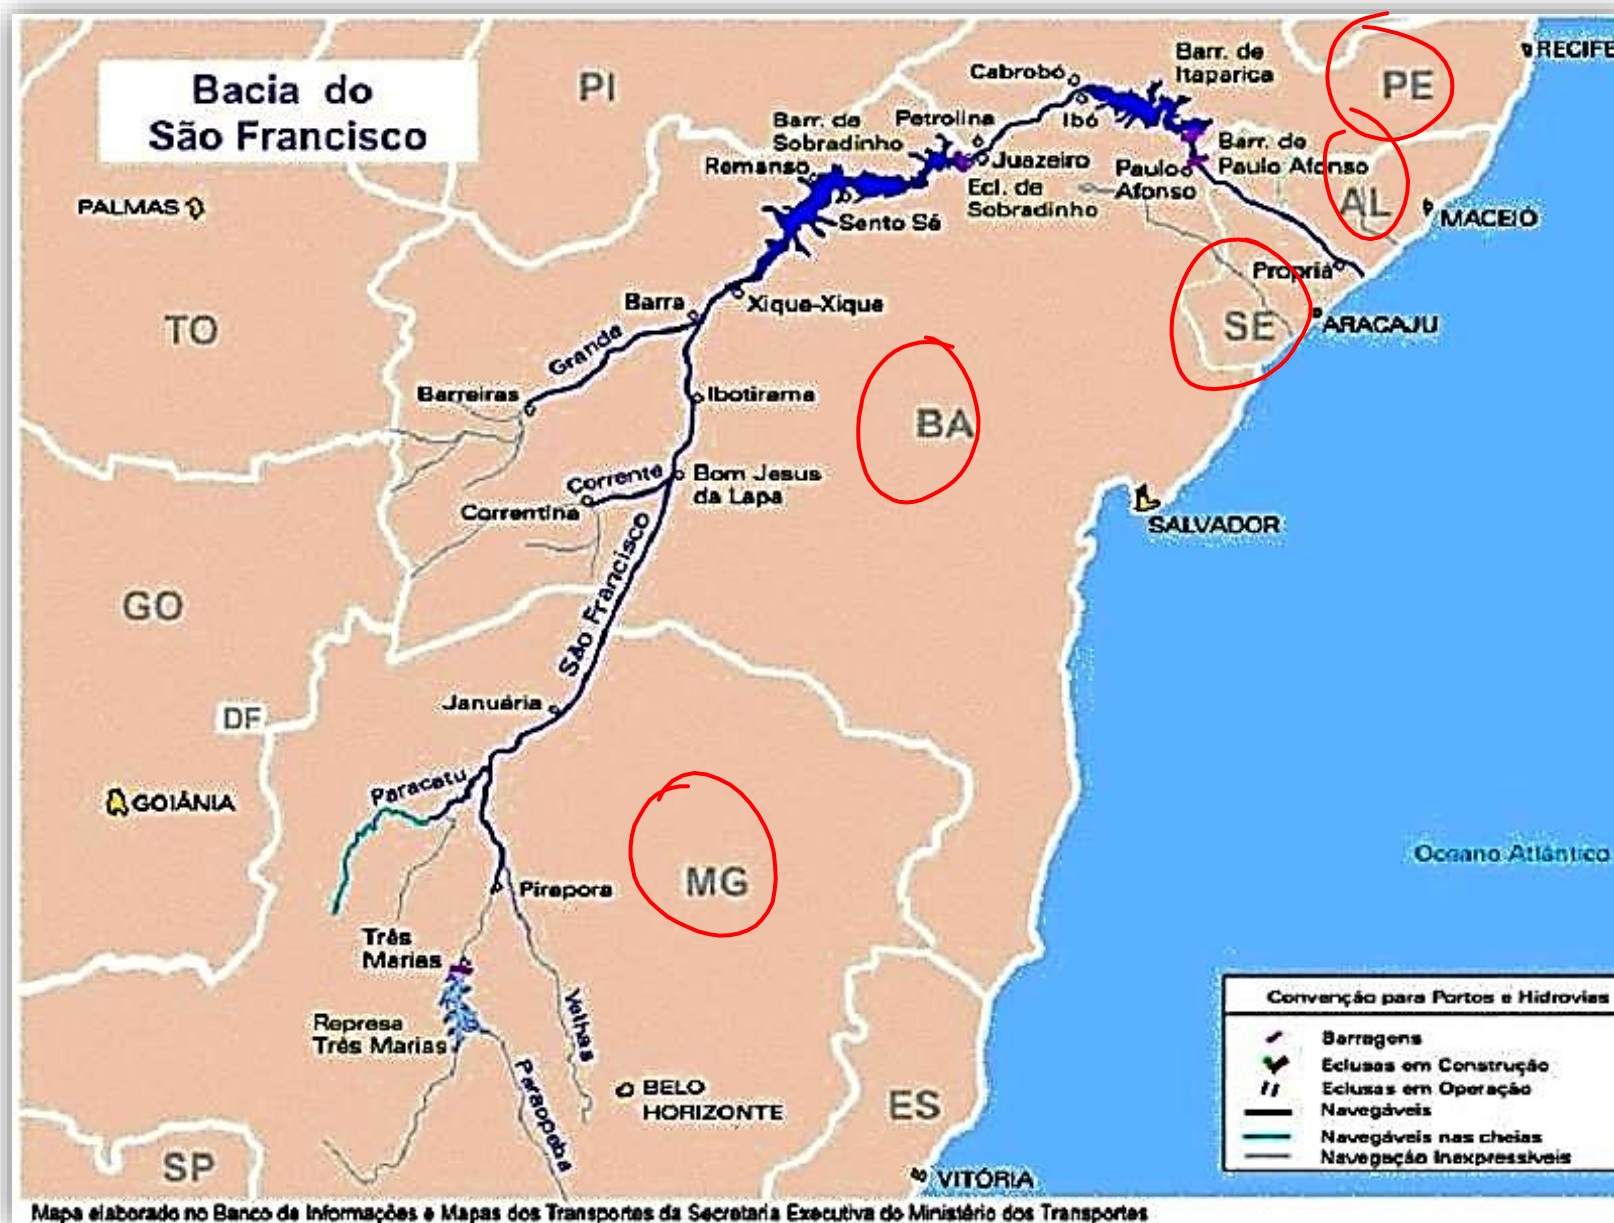 Bacia do
São Francisco
PI
PE
RECIFE
Barr. de
Itaparica
Cabrobó
Ibó
Petrolina
Barr. de
Sobradinho
Juazeiro
Remanso
Ecl. de
Sobradinho
Sento Sé
Paulo
Afonso
Barr. de
Paulo Afonso
AL
MACEIÓ
PALMAS
Propriá
SE
ARACAJU
TO
Barra
Xique-Xique
Grande
Barreiras
Ibotirama
BA
Corrente
Bom Jesus
da Lapa
Correntina
SALVADOR
São Francisco
GO
Januária
DF
Paracatu
GOIÂNIA
Pirapora
MG
Oceano Atlântico
Três
Marias
Represa
Três Marias
Velhas
Paraopeba
BELO
HORIZONTE
ES
SP
VITÓRIA
Convenção para Portos e Hidrovias
Barragens
Eclusas em Construção
Eclusas em Operação
Navegáveis
Navegáveis nas cheias
Navegação Inexpressíveis
Mapa elaborado no Banco de Informações e Mapas dos Transportes da Secretaria Executiva do Ministério dos Transportes